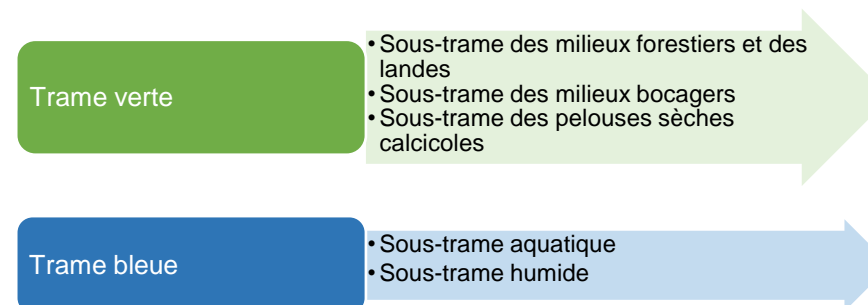 Trame verte
• Sous-trame des milieux forestiers et des
landes
• Sous-trame des milieux bocagers
• Sous-trame des pelouses sèches
calcicoles
Trame bleue
• Sous-trame aquatique
• Sous-trame humide